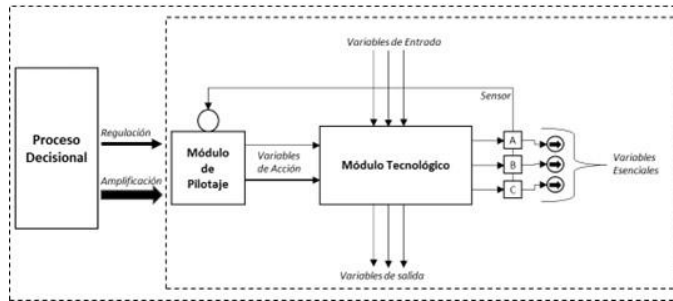 Variables de Entrada
Sensor
Proceso
Decisional
Regulación
Amplificación
Módulo
de
Pilotaje
Variables
de Acción
Módulo Tecnológico
A
B
C
Variables
Esenciales
Variables de salida